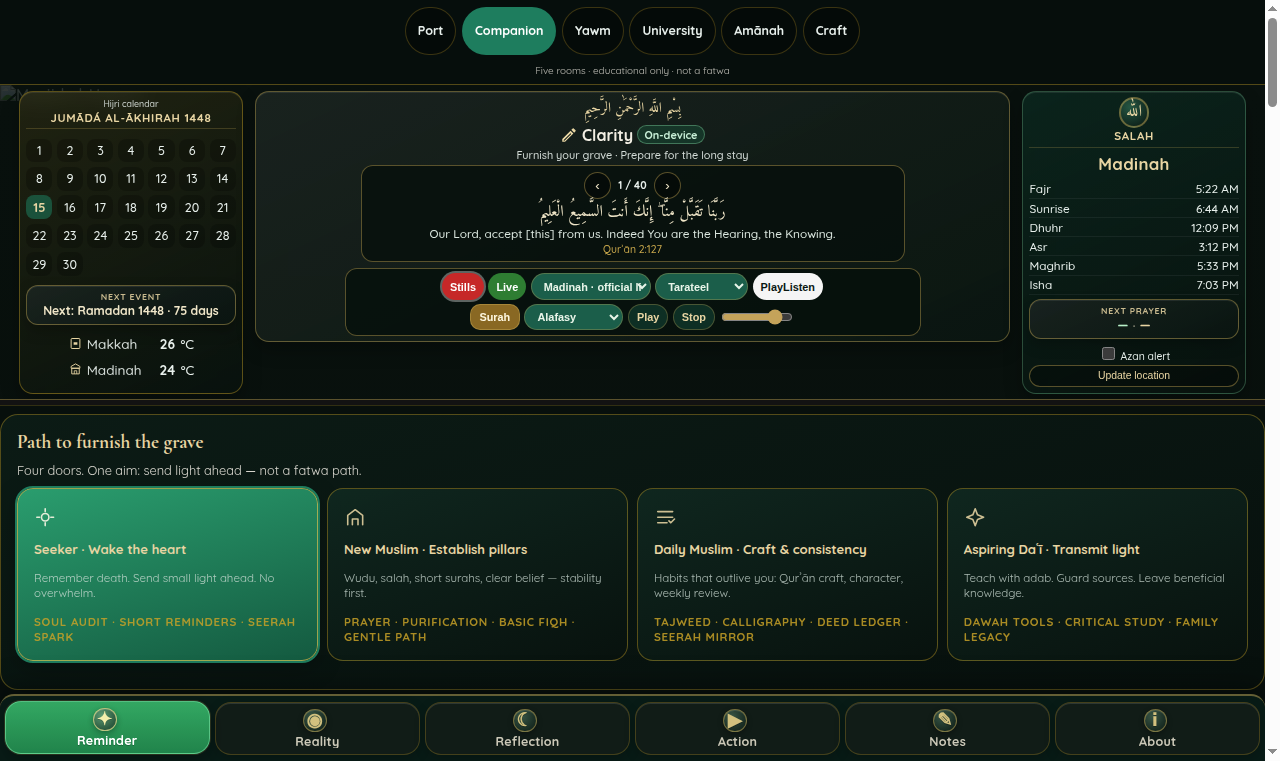 Port
Companion
Yawm
University
Amānah
Craft
Five rooms · educational only · not a fatwa
Hijri calendar
JUMĀDÁ AL-ĀKHIRAH 1448
1 2 3 4 5 6 7
8 9 10 11 12 13 14
15 16 17 18 19 20 21
22 23 24 25 26 27 28
29 30
NEXT EVENT
Next: Ramadan 1448 · 75 days
Makkah 26 °C
Madinah 24 °C
بِسْمِ اللَّهِ الرَّحْمَٰنِ الرَّحِيمِ
Clarity On-device
Furnish your grave · Prepare for the long stay
‹ 1 / 40 ›
رَبَّنَا تَقَبَّلْ مِنَّا ۖ إِنَّكَ أَنتَ السَّمِيعُ الْعَلِيمُ
Our Lord, accept [this] from us. Indeed You are the Hearing, the Knowing.
Qurʼān 2:127
Stills Live Madinah · official Tarateel PlayListen
Surah Alafasy Play Stop
الله
SALAH
Madinah
Fajr 5:22 AM
Sunrise 6:44 AM
Dhuhr 12:09 PM
Asr 3:12 PM
Maghrib 5:33 PM
Isha 7:03 PM
NEXT PRAYER
— · —
Azan alert
Update location
Path to furnish the grave
Four doors. One aim: send light ahead — not a fatwa path.
Seeker · Wake the heart
Remember death. Send small light ahead. No
overwhelm.
SOUL AUDIT · SHORT REMINDERS · SEERAH
SPARK
New Muslim · Establish pillars
Wudu, salah, short surahs, clear belief — stability
first.
PRAYER · PURIFICATION · BASIC FIQH ·
GENTLE PATH
Daily Muslim · Craft & consistency
Habits that outlive you: Qurʼān craft, character,
weekly review.
TAJWEED · CALLIGRAPHY · DEED LEDGER ·
SEERAH MIRROR
Aspiring Daʿī · Transmit light
Teach with adab. Guard sources. Leave beneficial
knowledge.
DAWAH TOOLS · CRITICAL STUDY · FAMILY
LEGACY
Reminder
Reality
Reflection
Action
Notes
About